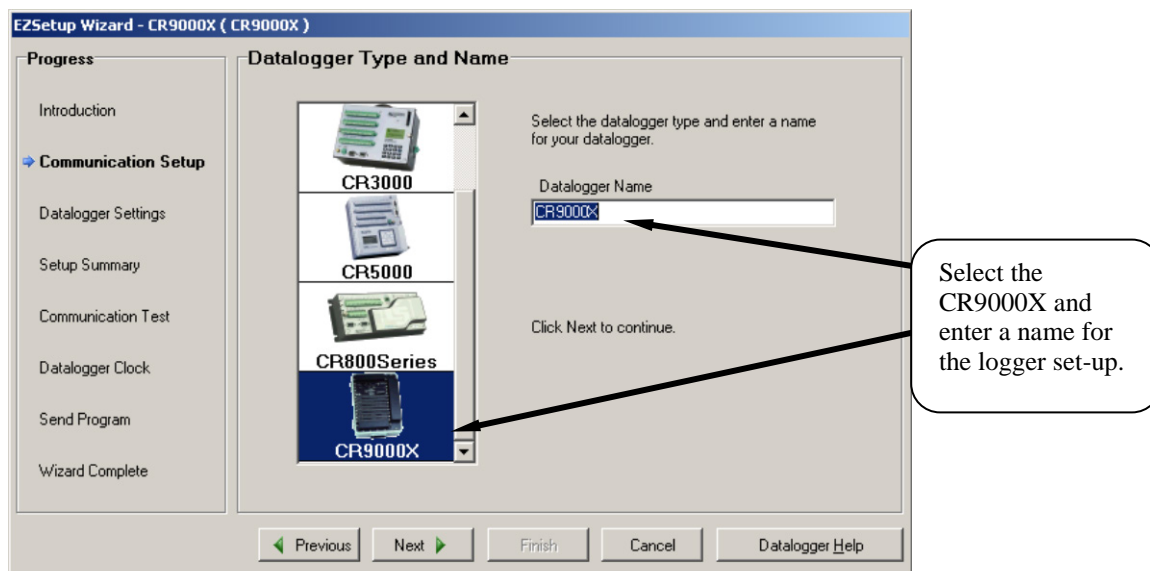 EZSetup Wizard - CR9000X ( CR9000X )
Progress
Introduction
Communication Setup
Datalogger Settings
Setup Summary
Communication Test
Datalogger Clock
Send Program
Wizard Complete
Datalogger Type and Name
CR3000
CR5000
CR800Series
CR9000X
Select the datalogger type and enter a name
for your datalogger.
Datalogger Name
CR9000X
Click Next to continue.
Previous
Next
Finish
Cancel
Datalogger Help
Select the
CR9000X and
enter a name for
the logger set-up.